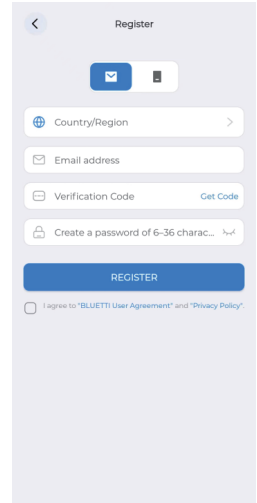 Register
Country/Region
Email address
Verification Code Get Code
Create a password of 6–36 charac...
REGISTER
I agree to "BLUETTI User Agreement" and "Privacy Policy".